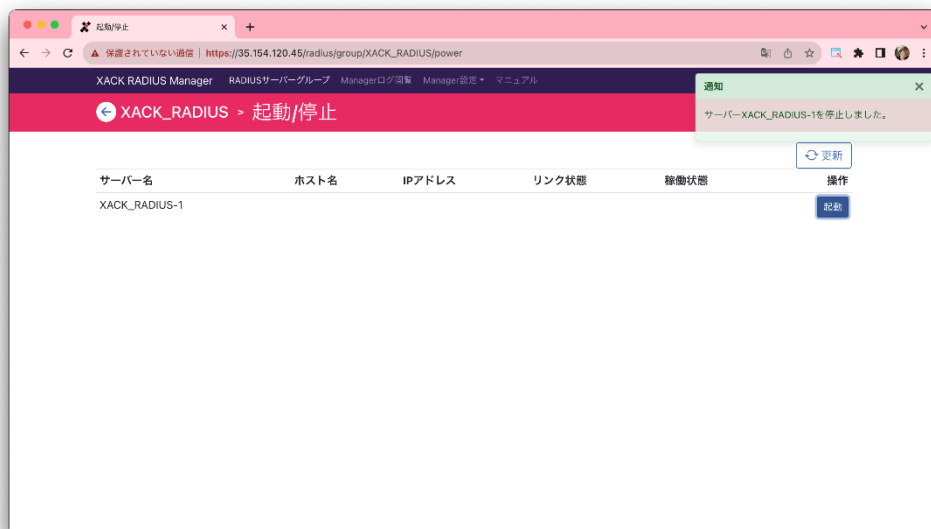 起動/停止
保護されていない通信 | https://35.154.120.45/radius/group/XACK_RADIUS/power
XACK RADIUS Manager RADIUSサーバーグループ Managerログ閲覧 Manager設定 マニュアル
通知
XACK_RADIUS > 起動/停止
サーバーXACK_RADIUS-1を停止しました。
更新
サーバー名 ホスト名 IPアドレス リンク状態 稼働状態 操作
XACK_RADIUS-1 起動